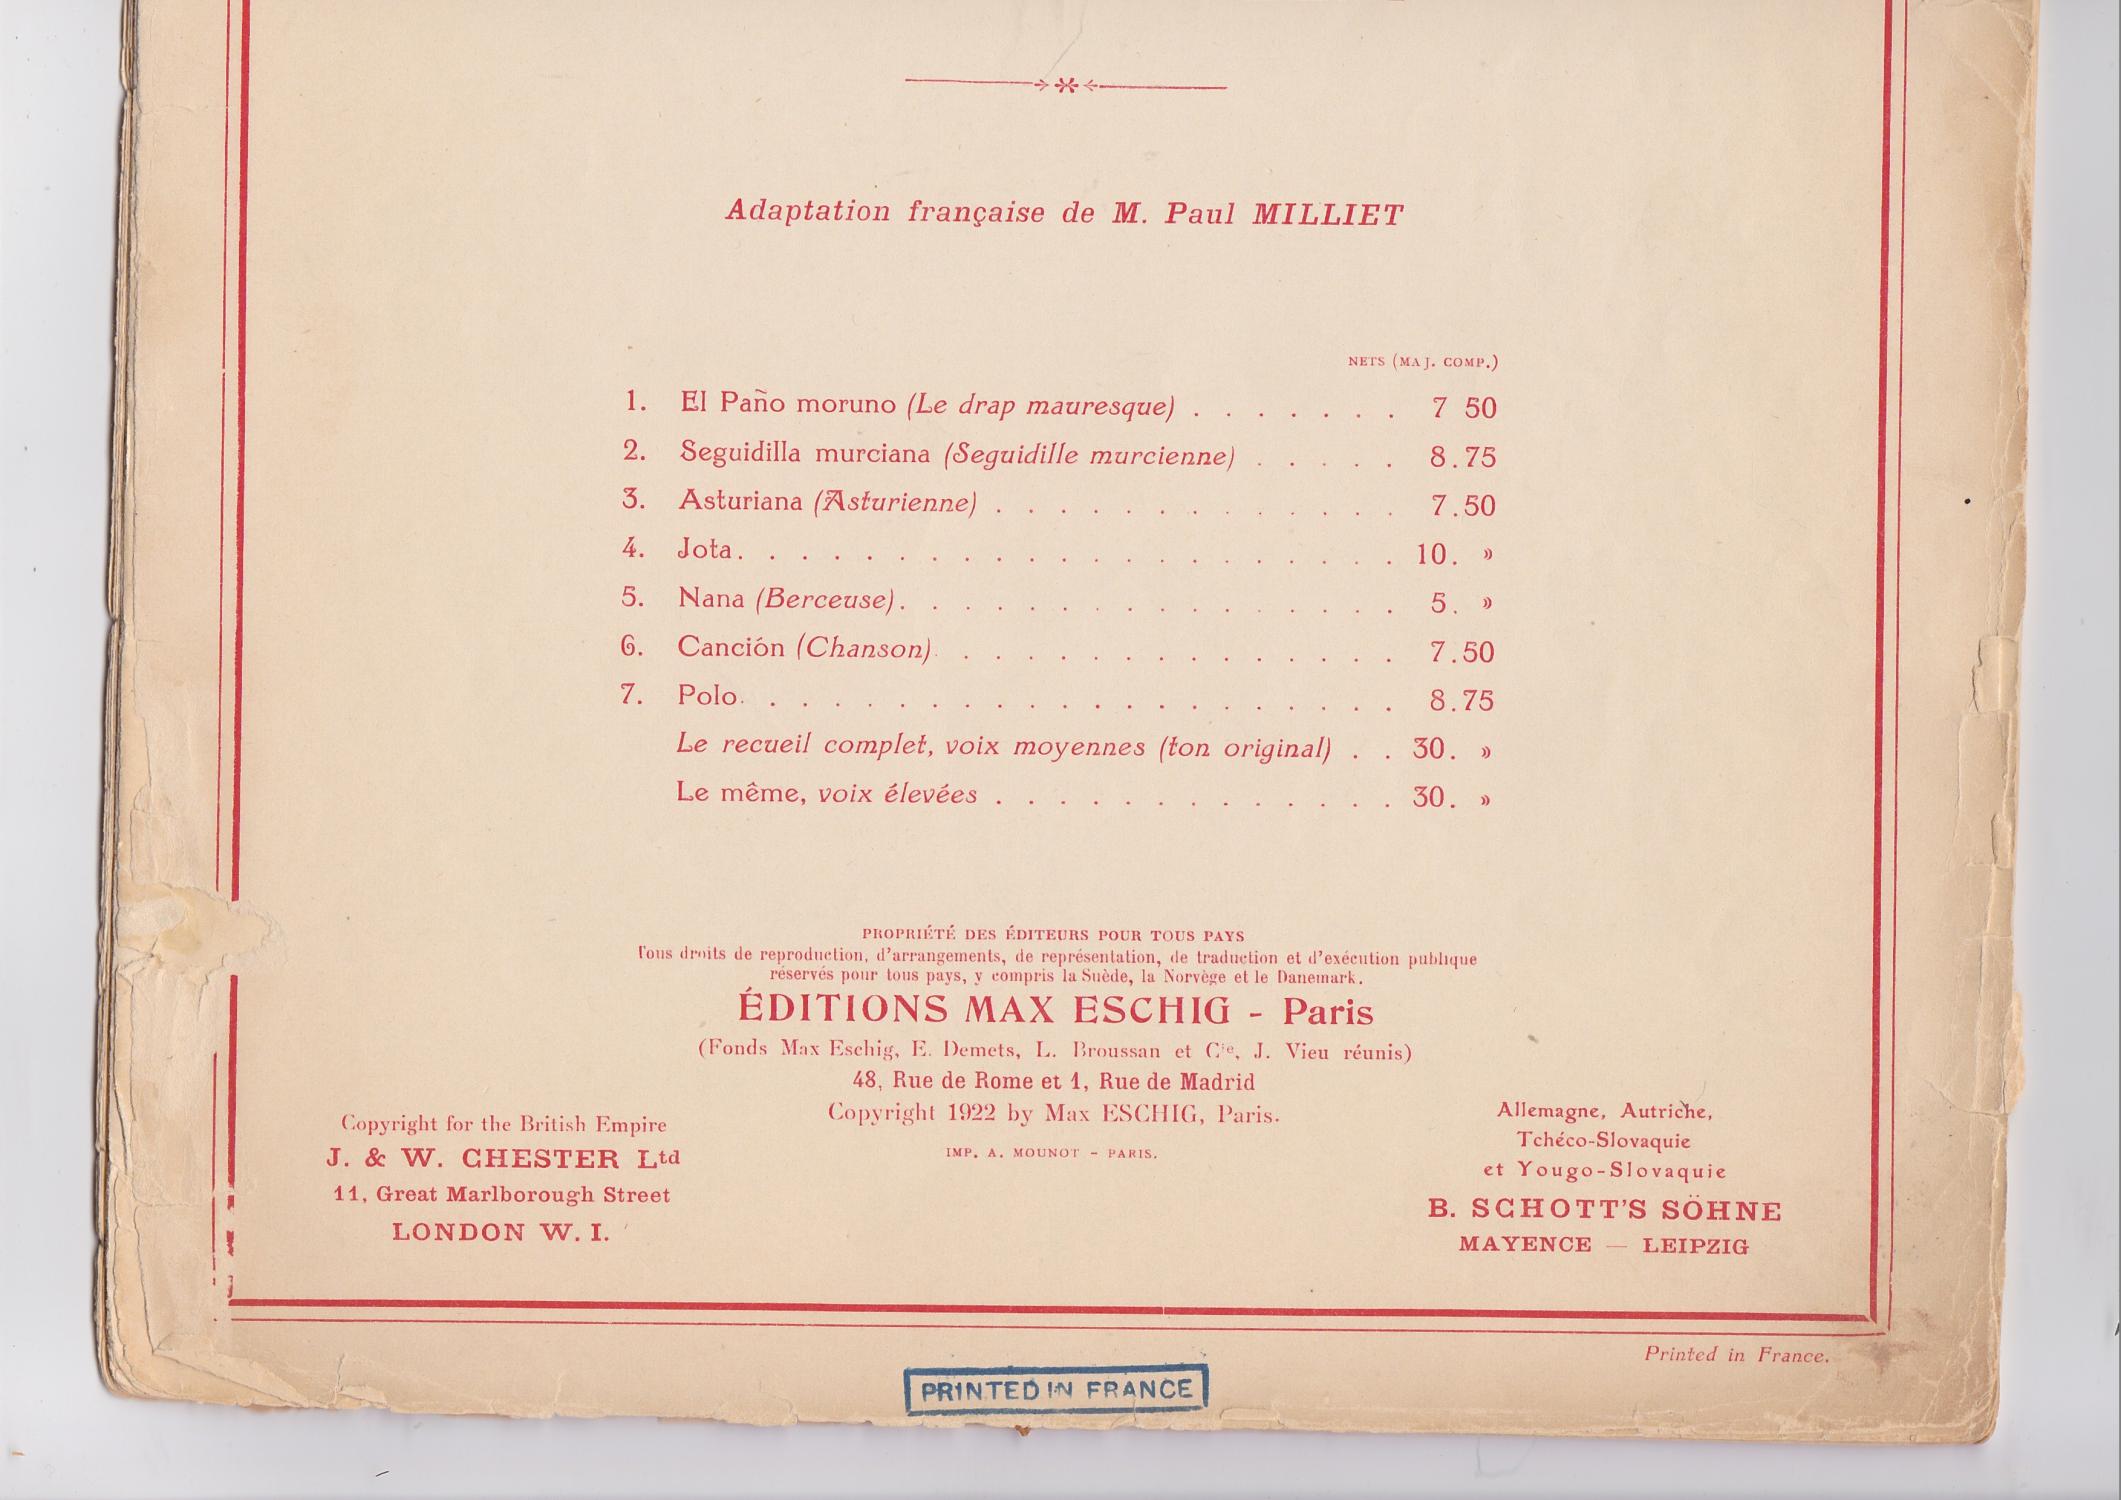 Adaptation française de M. Paul MILLIET
NETS (MAJ. COMP.)
1. El Paño moruno (Le drap mauresque) . . . . . . . 7 50
2. Seguidilla murciana (Seguidille murcienne) . . . . . 8.75
3. Asturiana (Asturienne) . . . . . . . . . . . . . 7.50
4. Jota. . . . . . . . . . . . . . . . . . . . . 10. »
5. Nana (Berceuse). . . . . . . . . . . . . . . . 5. »
6. Canción (Chanson). . . . . . . . . . . . . . . 7.50
7. Polo. . . . . . . . . . . . . . . . . . . . . 8.75
Le recueil complet, voix moyennes (ton original) . . 30. »
Le même, voix élevées . . . . . . . . . . . . . 30. »
PROPRIÉTÉ DES ÉDITEURS POUR TOUS PAYS
Tous droits de reproduction, d'arrangements, de représentation, de traduction et d'exécution publique
réservés pour tous pays, y compris la Suède, la Norvège et le Danemark.
ÉDITIONS MAX ESCHIG - Paris
(Fonds Max Eschig, E. Demets, L. Broussan et Cie, J. Vieu réunis)
48, Rue de Rome et 1, Rue de Madrid
Copyright 1922 by Max ESCHIG, Paris.
IMP. A. MOUNOT - PARIS.
Copyright for the British Empire
J. & W. CHESTER Ltd
11, Great Marlborough Street
LONDON W. I.
Allemagne, Autriche,
Tchéco-Slovaquie
et Yougo-Slovaquie
B. SCHOTT'S SÖHNE
MAYENCE — LEIPZIG
Printed in France.
PRINTED IN FRANCE